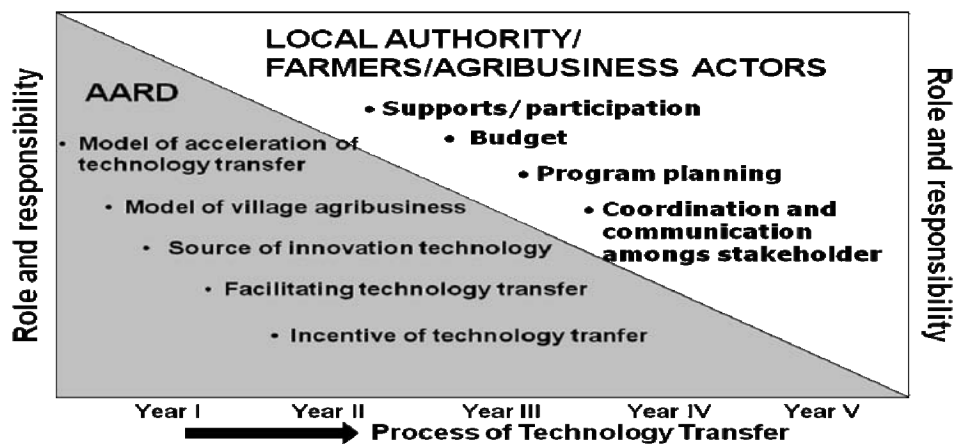 Role and responsibility
LOCAL AUTHORITY/
FARMERS/AGRIBUSINESS ACTORS
• Supports/participation
• Budget
• Program planning
• Coordination and
communication
amongs stakeholder
AARD
• Model of acceleration of
technology transfer
• Model of village agribusiness
• Source of innovation technology
• Facilitating technology transfer
• Incentive of technology tranfer
Role and responsibility
Year I Year II Year III Year IV Year V
Process of Technology Transfer